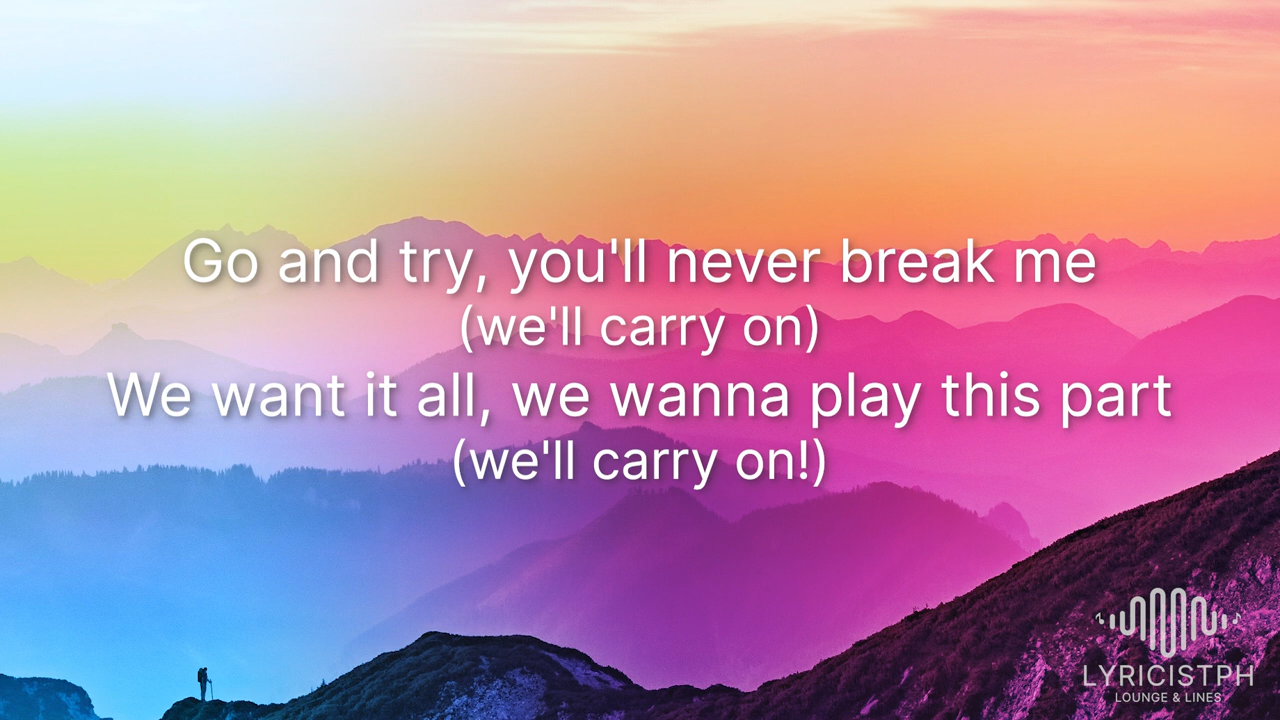 Go and try, you'll never break me
(we'll carry on)
We want it all, we wanna play this part
(we'll carry on!)
LYRICISTPH
LOUNGE & LINES